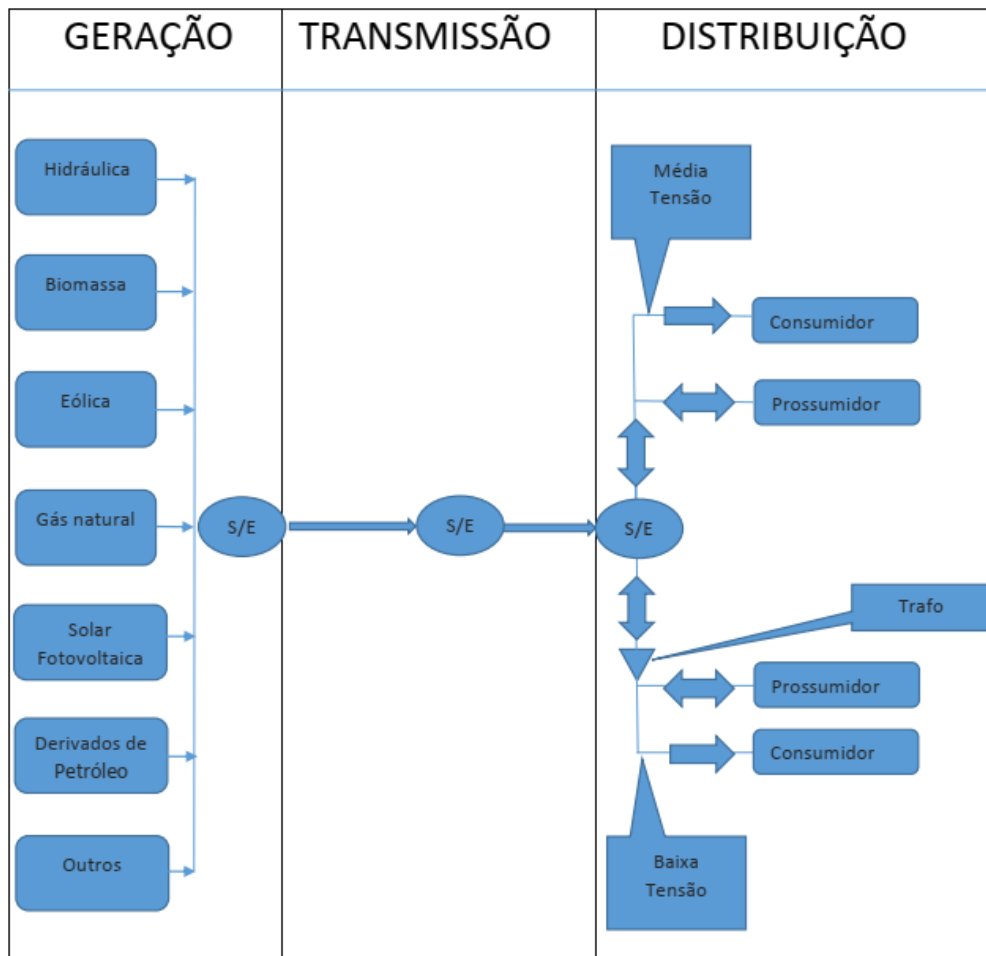 GERAÇÃO
TRANSMISSÃO
DISTRIBUIÇÃO
Hidráulica
Biomassa
Eólica
Gás natural
Solar
Fotovoltaica
Derivados de
Petróleo
Outros
S/E
S/E
S/E
Média
Tensão
Consumidor
Prossumidor
Trafo
Prossumidor
Consumidor
Baixa
Tensão